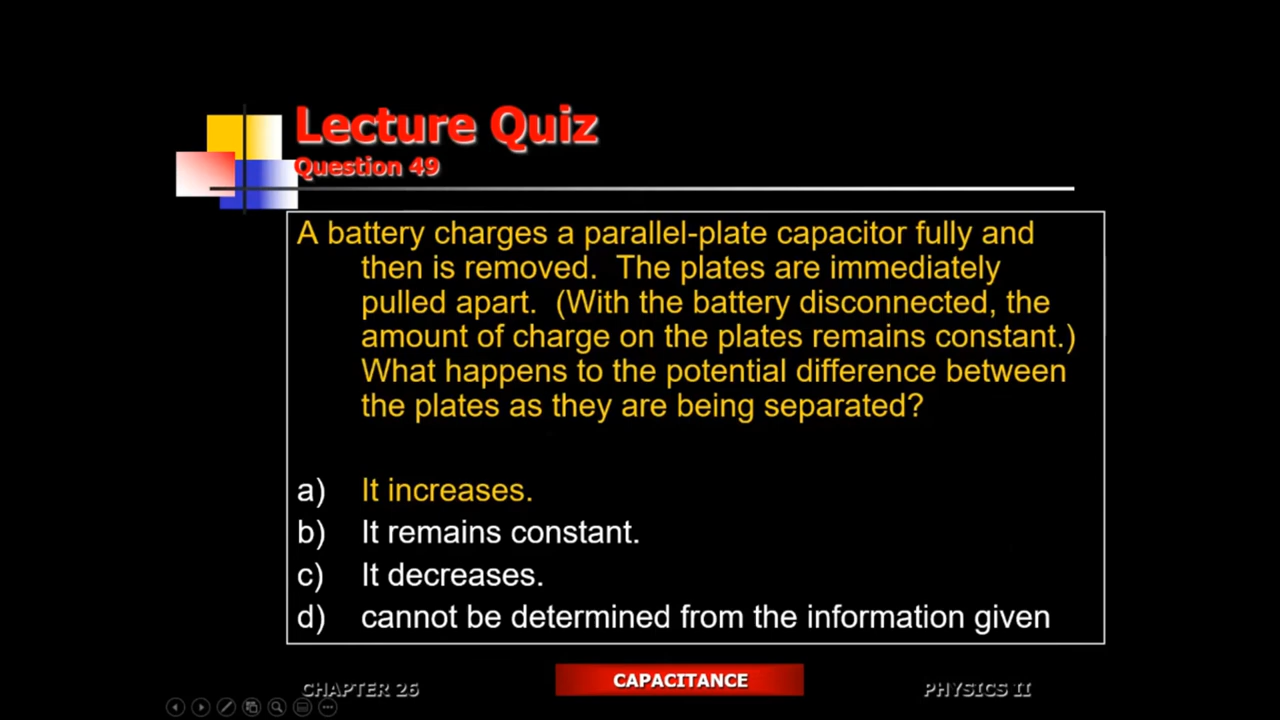 Lecture Quiz
Question 49
A battery charges a parallel-plate capacitor fully and
then is removed.  The plates are immediately
pulled apart.  (With the battery disconnected, the
amount of charge on the plates remains constant.)
What happens to the potential difference between
the plates as they are being separated?
a) It increases.
b) It remains constant.
c) It decreases.
d) cannot be determined from the information given
CHAPTER 26
CAPACITANCE
PHYSICS II